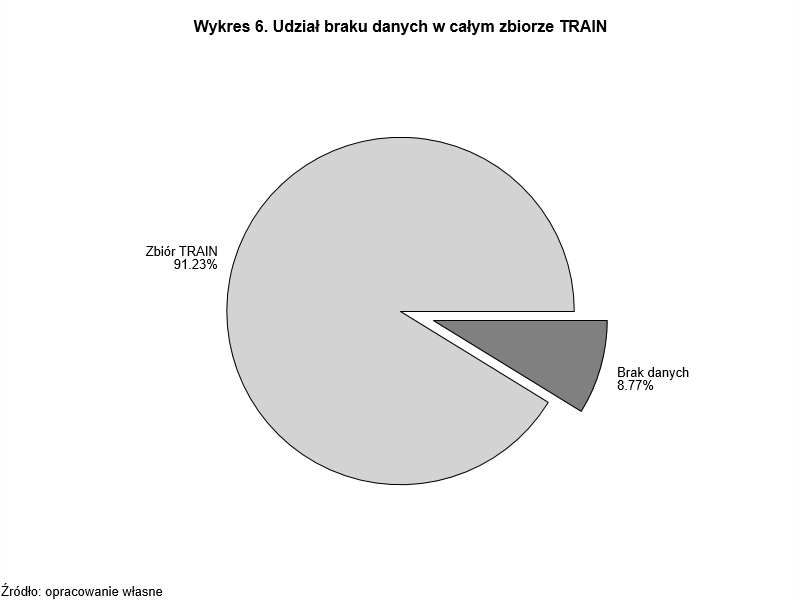 Wykres 6. Udział braku danych w całym zbiorze TRAIN
Zbiór TRAIN
91.23%
Brak danych
8.77%
Źródło: opracowanie własne